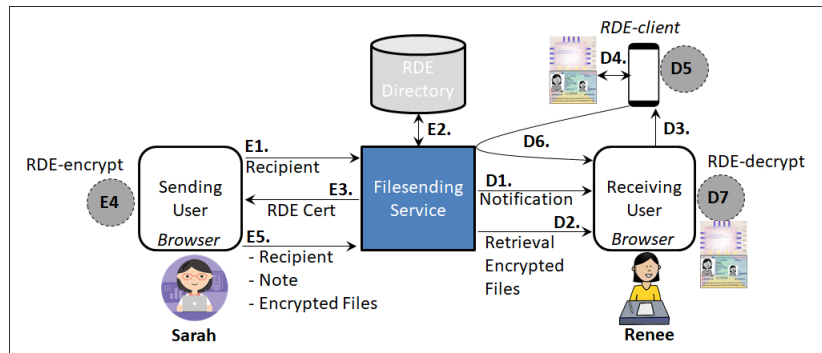 RDE-client
D4.
D5
RDE
Directory
E2.
D3.
D6.
RDE-encrypt
E1.
Recipient
RDE-decrypt
E4
Sending
User
Browser
E3.
RDE Cert
Filesending
Service
D1.
Notification
Receiving
User
Browser
D7
E5.
- Recipient
- Note
- Encrypted Files
D2.
Retrieval
Encrypted
Files
Sarah
Renee